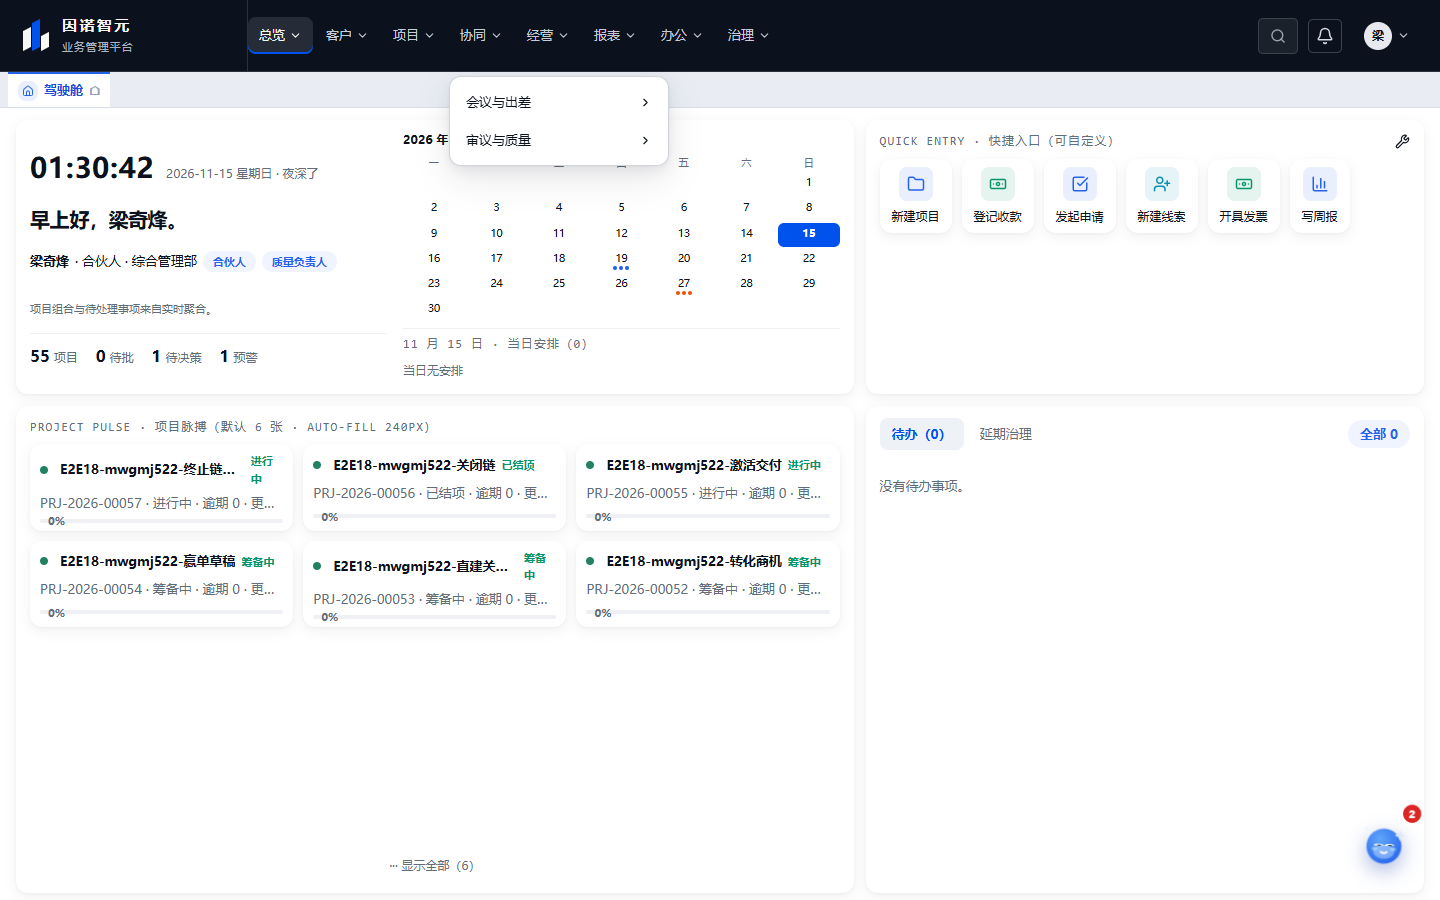 因诺智元
业务管理平台
总览
客户
项目
协同
经营
报表
办公
治理
梁
驾驶舱
会议与出差
审议与质量
01:30:42
2026-11-15 星期日 · 夜深了
早上好，梁奇烽。
梁奇烽 · 合伙人 · 综合管理部 合伙人 质量负责人
项目组合与待处理事项来自实时聚合。
55 项目 0 待批 1 待决策 1 预警
2026 年
一 五 六 日
1
2 3 4 5 6 7 8
9 10 11 12 13 14 15
16 17 18 19 20 21 22
23 24 25 26 27 28 29
30
11 月 15 日 · 当日安排 (0)
当日无安排
QUICK ENTRY · 快捷入口 (可自定义)
新建项目
登记收款
发起申请
新建线索
开具发票
写周报
PROJECT PULSE · 项目脉搏 (默认 6 张 · AUTO-FILL 240PX)
E2E18-mwgmj522-终止链... 进行中
PRJ-2026-00057 · 进行中 · 逾期 0 · 更...
0%
E2E18-mwgmj522-关闭链 已结项
PRJ-2026-00056 · 已结项 · 逾期 0 · 更...
0%
E2E18-mwgmj522-激活交付 进行中
PRJ-2026-00055 · 进行中 · 逾期 0 · 更...
0%
E2E18-mwgmj522-赢单草稿 筹备中
PRJ-2026-00054 · 筹备中 · 逾期 0 · 更...
0%
E2E18-mwgmj522-直建关... 筹备中
PRJ-2026-00053 · 筹备中 · 逾期 0 · 更...
0%
E2E18-mwgmj522-转化商机 筹备中
PRJ-2026-00052 · 筹备中 · 逾期 0 · 更...
0%
··· 显示全部（6）
待办（0）
延期治理
全部 0
没有待办事项。
2